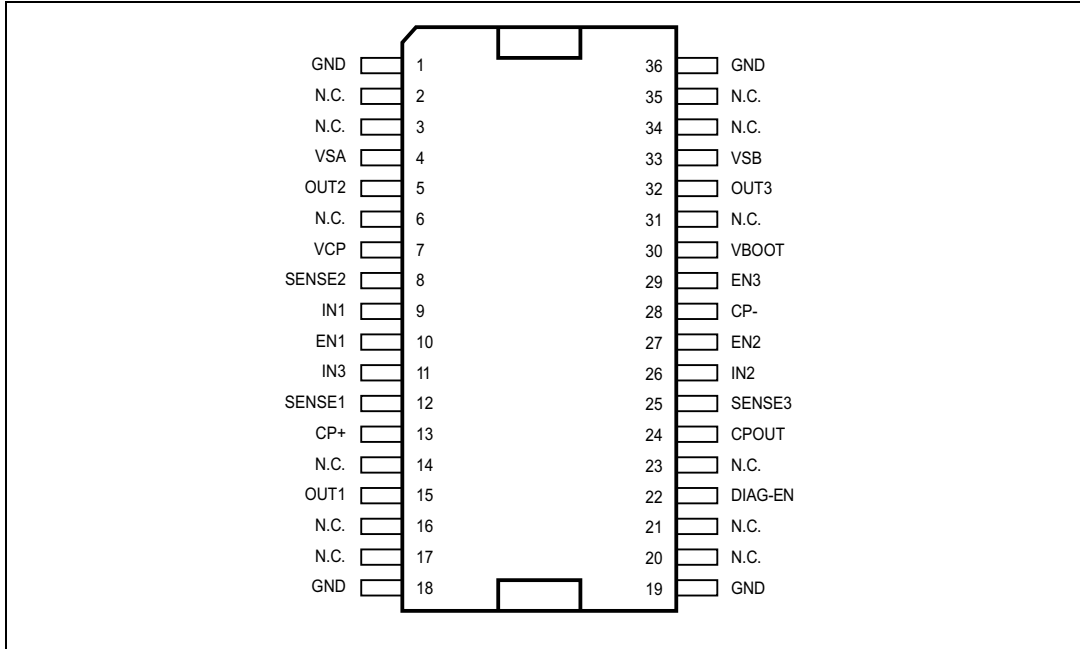 GND 1 36 GND
N.C. 2 35 N.C.
N.C. 3 34 N.C.
VSA 4 33 VSB
OUT2 5 32 OUT3
N.C. 6 31 N.C.
VCP 7 30 VBOOT
SENSE2 8 29 EN3
IN1 9 28 CP-
EN1 10 27 EN2
IN3 11 26 IN2
SENSE1 12 25 SENSE3
CP+ 13 24 CPOUT
N.C. 14 23 N.C.
OUT1 15 22 DIAG-EN
N.C. 16 21 N.C.
N.C. 17 20 N.C.
GND 18 19 GND